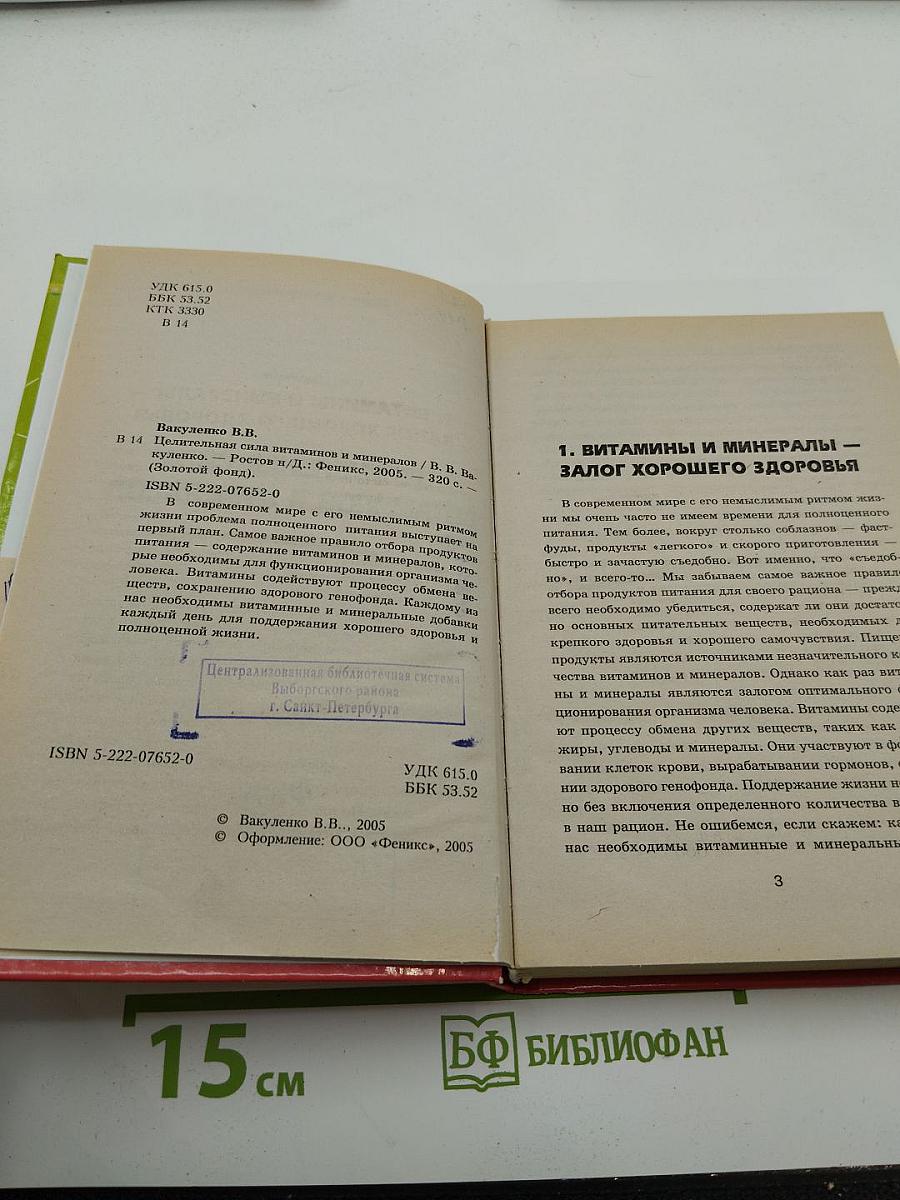 УДК 615.0
ББК 53.52
КТК 3330
В 14
Вакуленко В.В.
В 14 Целительная сила витаминов и минералов / В. В. Ва-
куленко. — Ростов н/Д.: Феникс, 2005. — 320 с. —
(Золотой фонд).
ISBN 5-222-07652-0
В современном мире с его немыслимым ритмом
жизни проблема полноценного питания выступает на
первый план. Самое важное правило отбора продуктов
питания — содержание витаминов и минералов, кото-
рые необходимы для функционирования организма че-
ловека. Витамины содействуют процессу обмена ве-
ществ, сохранению здорового генофонда. Каждому из
нас необходимы витаминные и минеральные добавки
каждый день для поддержания хорошего здоровья и
полноценной жизни.
Централизованная библиотечная система
Выборгского района
г. Санкт-Петербурга
ISBN 5-222-07652-0
УДК 615.0
ББК 53.52
© Вакуленко В.В.., 2005
© Оформление: ООО «Феникс», 2005
1. ВИТАМИНЫ И МИНЕРАЛЫ —
ЗАЛОГ ХОРОШЕГО ЗДОРОВЬЯ
В современном мире с его немыслимым ритмом жиз-
ни мы очень часто не имеем времени для полноценного
питания. Тем более, вокруг столько соблазнов — фаст-
фуды, продукты «легкого» и скорого приготовления —
быстро и зачастую съедобно. Вот именно, что «съедоб-
но», и всего-то... Мы забываем самое важное правило
отбора продуктов питания для своего рациона — прежд
всего необходимо убедиться, содержат ли они достато
но основных питательных веществ, необходимых д
крепкого здоровья и хорошего самочувствия. Пище
продукты являются источниками незначительного к
чества витаминов и минералов. Однако как раз вит
ны и минералы являются залогом оптимального
ционирования организма человека. Витамины соде
ют процессу обмена других веществ, таких как
жиры, углеводы и минералы. Они участвуют в фо
вании клеток крови, вырабатывании гормонов,
нии здорового генофонда. Поддержание жизни н
но без включения определенного количества в
в наш рацион. Не ошибемся, если скажем: ка
нас необходимы витаминные и минеральны
3
15 см
БФ БИБЛИОФАН